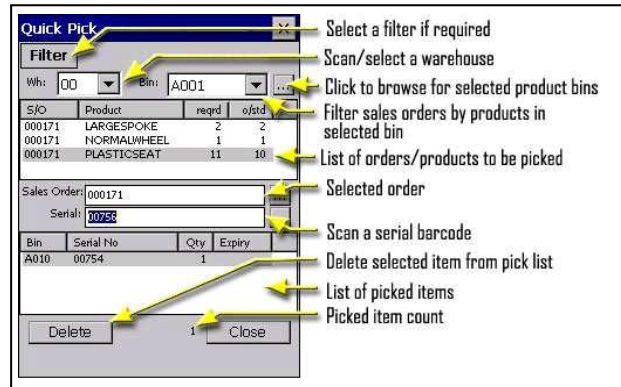 Quick Pick
Select a filter if required
Filter
Scan/select a warehouse
Wh: 00 Bin: A001 ...
Click to browse for selected product bins
Filter sales orders by products in
selected bin
S/O Product reqrd o/std
000171 LARGESPOKE 2 2
000171 NORMALWHEEL 1 1
000171 PLASTICSEAT 11 10
List of orders/products to be picked
Sales Order: 000171 ...
Selected order
Serial: 00756
Scan a serial barcode
Bin Serial No Qty Expiry
A010 00754 1
Delete selected item from pick list
List of picked items
Picked item count
Delete 1 Close